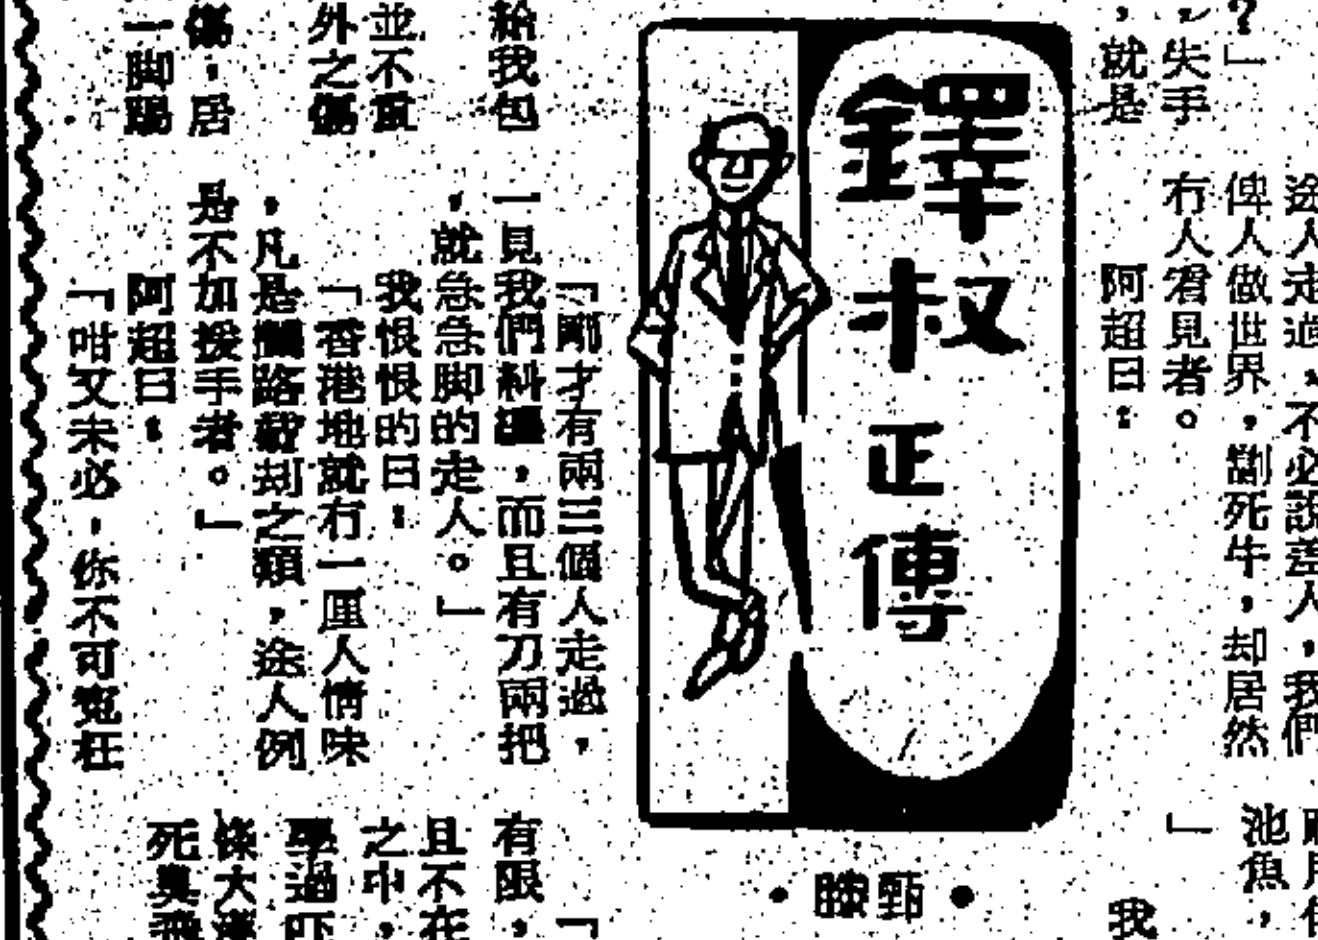 途人走過，不必說差人，我們
？」
俾人做世界，劏死牛，却居然
，失手
冇人看見者。
」
，就是
阿超曰：
池魚，
我
鐸叔正傳
給我包
「剛才有兩三個人走過，
一見我們糾纏，而且有刀兩把
，就急急脚的走人。」
我恨恨的曰：
並不重
外之傷
「香港地就冇一厘人情味
，凡是攔路截刧之類，途人例
傷，居
是不加援手者。」
一脚踢
阿超曰：
「咁又未必，你不可冤枉
有限，
且不在
之中，
學過吓
條大漢